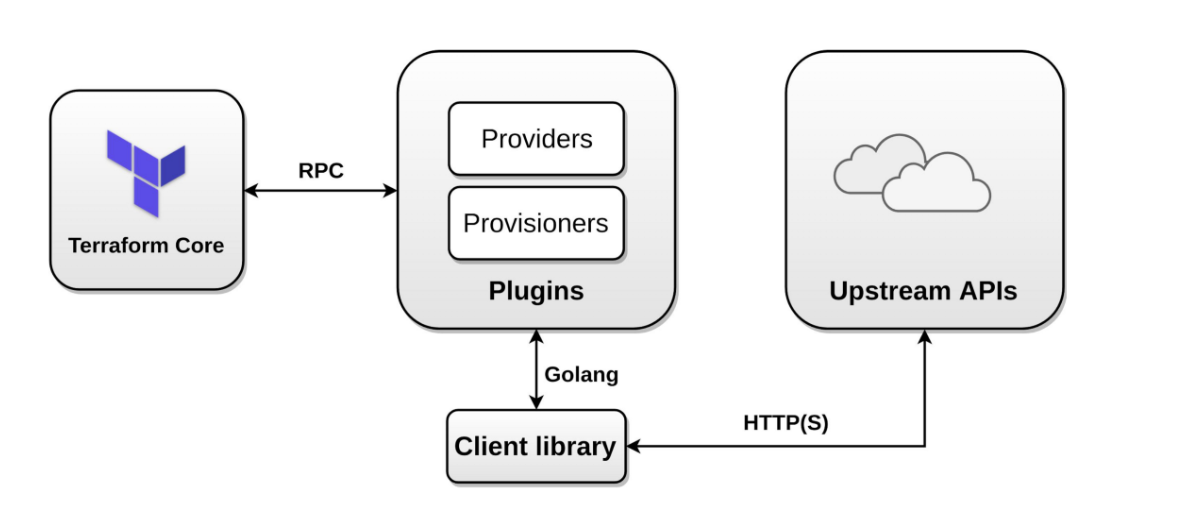 Terraform Core
RPC
Providers
Provisioners
Plugins
Upstream APIs
Golang
Client library
HTTP(S)